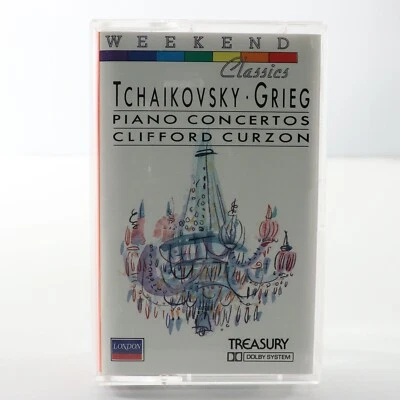 WEEKEND
Classics
TCHAIKOVSKY · GRIEG
PIANO CONCERTOS
CLIFFORD CURZON
LONDON
TREASURY
DOLBY SYSTEM